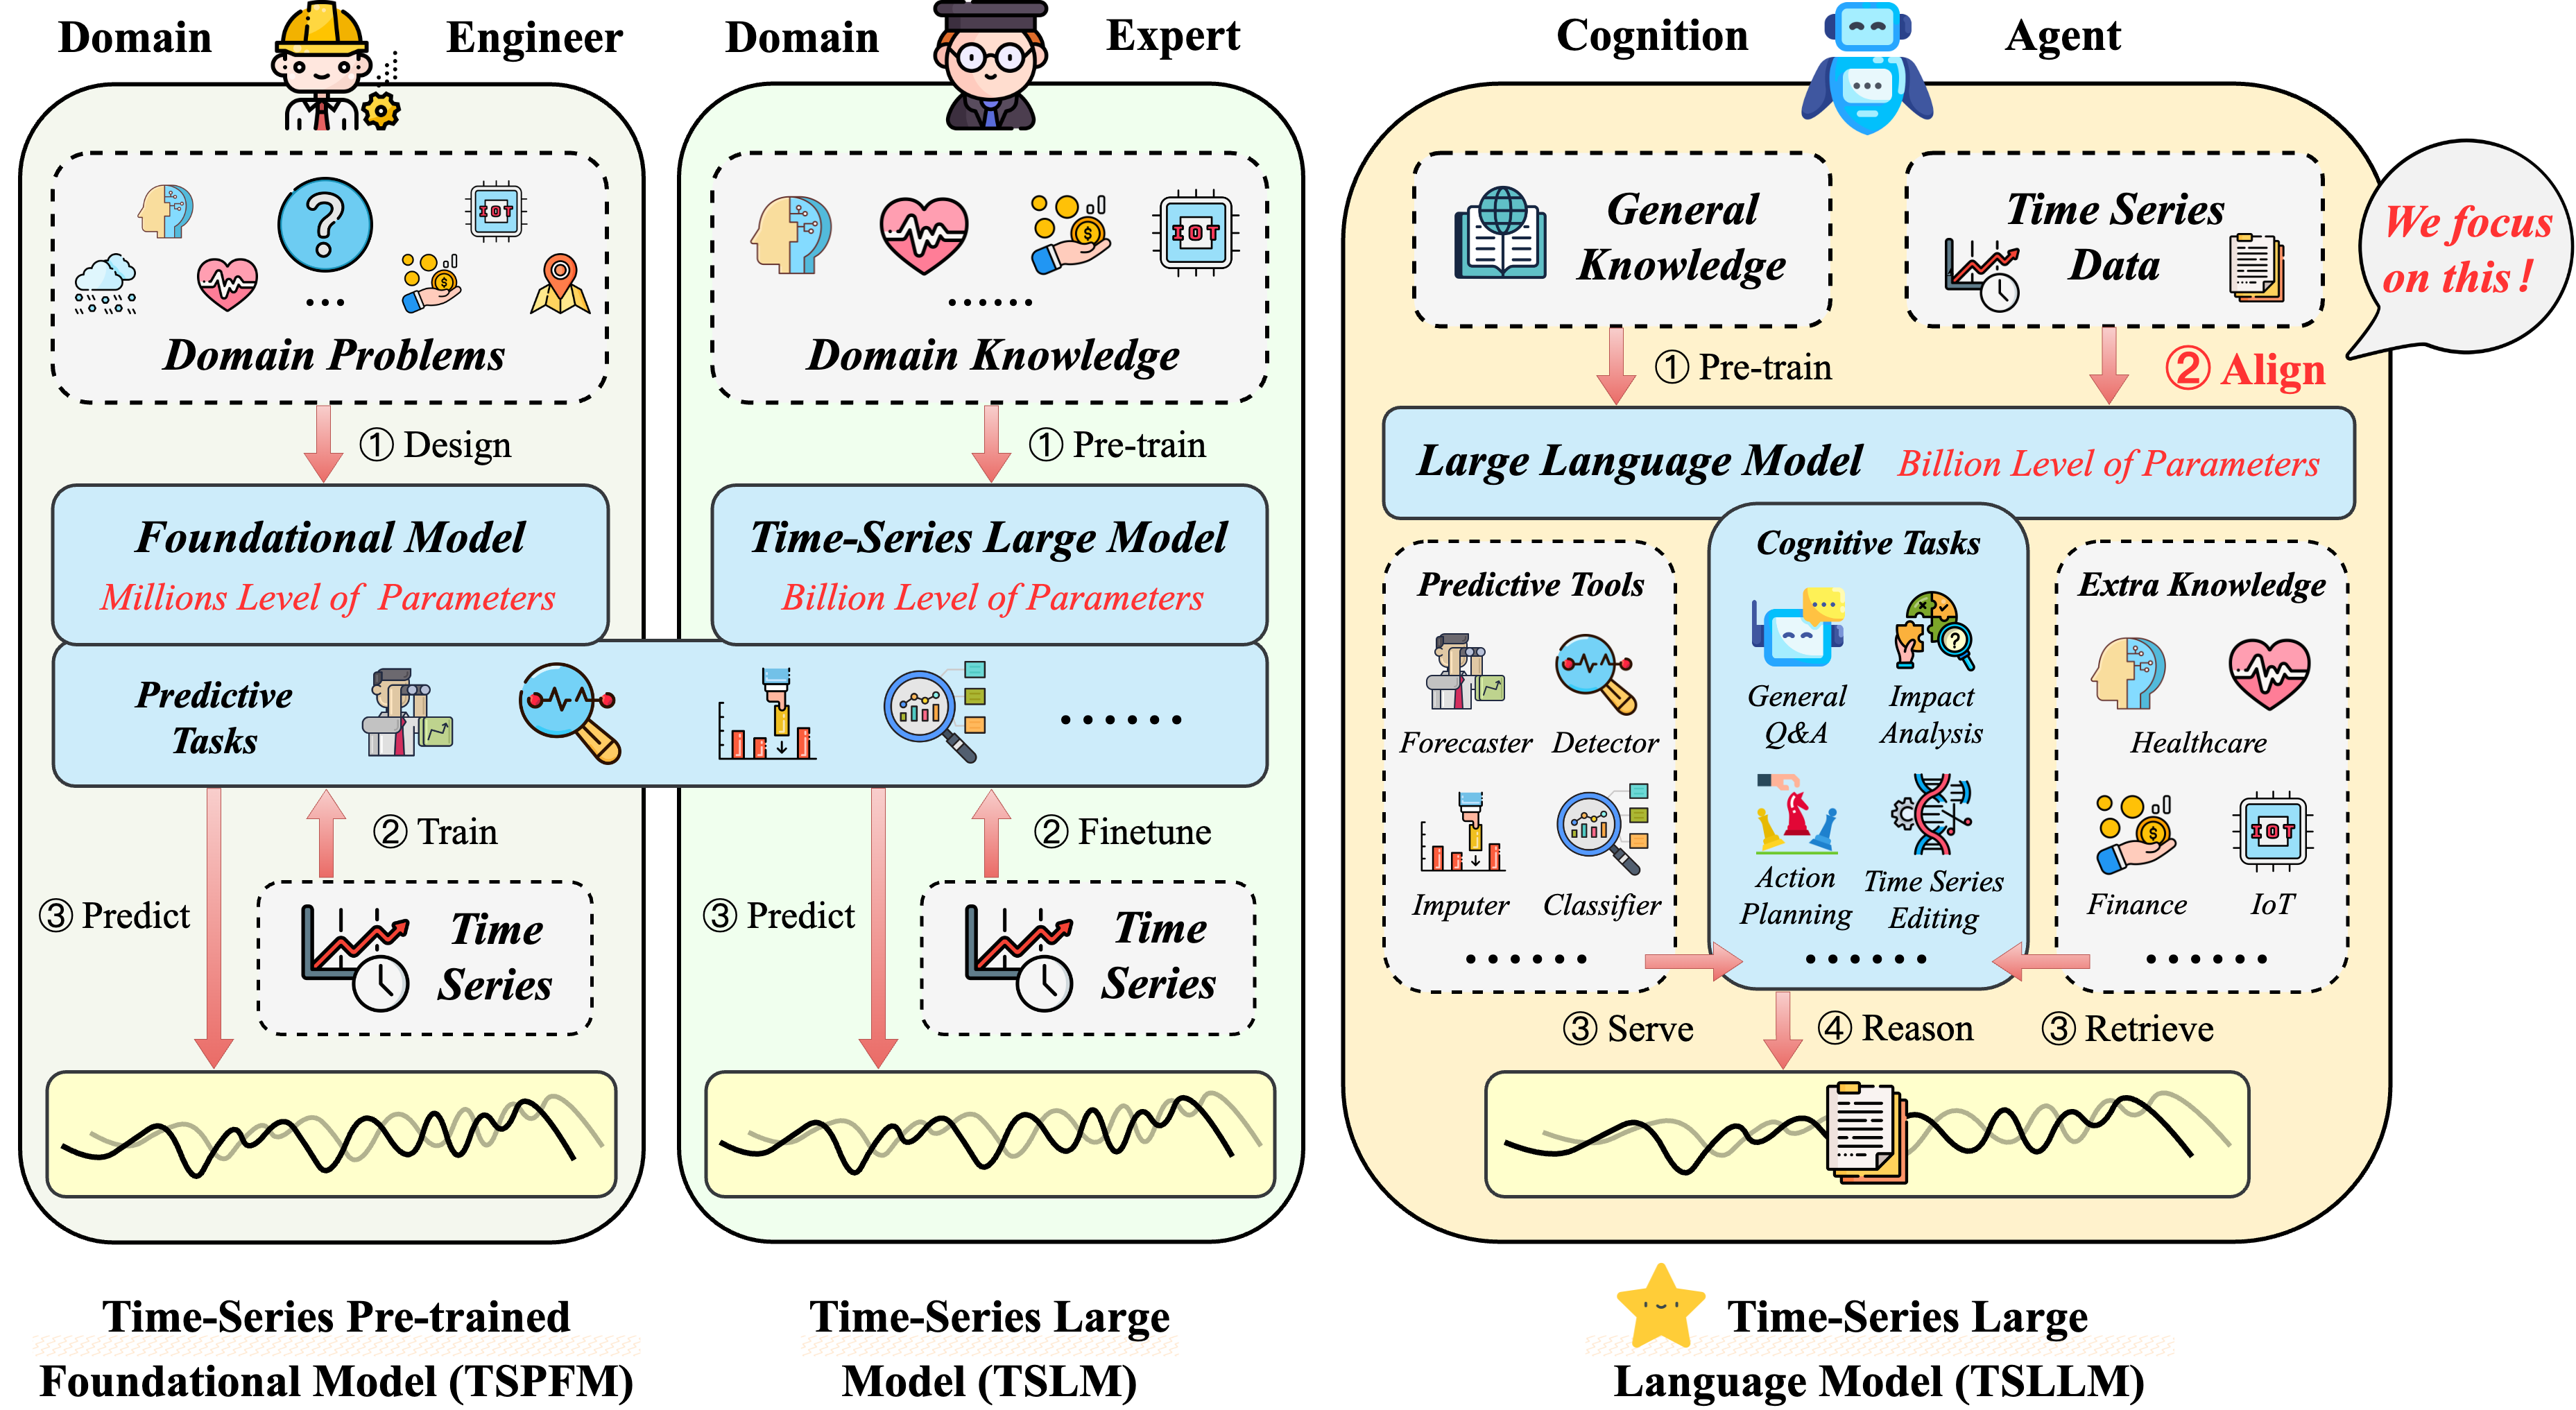 Domain Engineer
IOT
$
Domain Problems
① Design
Foundational Model
Millions Level of Parameters
Predictive
Tasks
② Train
③ Predict
Time
Series
Time-Series Pre-trained
Foundational Model (TSPFM)
Domain Expert
$
IOT
Domain Knowledge
① Pre-train
Time-Series Large Model
Billion Level of Parameters
② Finetune
③ Predict
Time
Series
Time-Series Large
Model (TSLM)
Cognition Agent
General
Knowledge
Time Series
Data
We focus
on this!
① Pre-train
② Align
Large Language Model Billion Level of Parameters
Predictive Tools
Forecaster Detector
Imputer Classifier
Cognitive Tasks
General
Q&A
Impact
Analysis
Action
Planning
Time Series
Editing
Extra Knowledge
Healthcare
$
IOT
Finance IoT
③ Serve
④ Reason
③ Retrieve
Time-Series Large
Language Model (TSLLM)